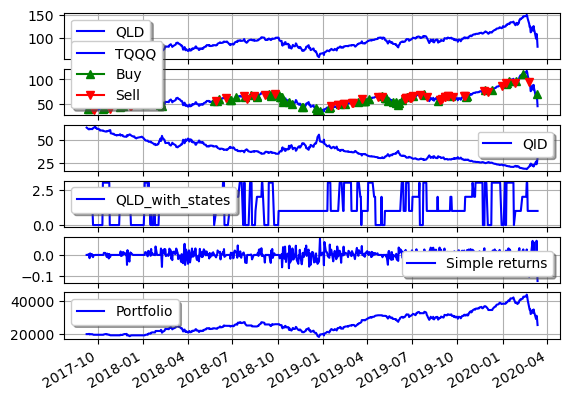 150
100
QLD
TQQQ
Buy
Sell
100
50
50
25
QID
2.5
0.0
QLD_with_states
0.0
−0.1
Simple returns
40000
20000
Portfolio
2017-10
2018-01
2018-04
2018-07
2018-10
2019-01
2019-04
2019-07
2019-10
2020-01
2020-04